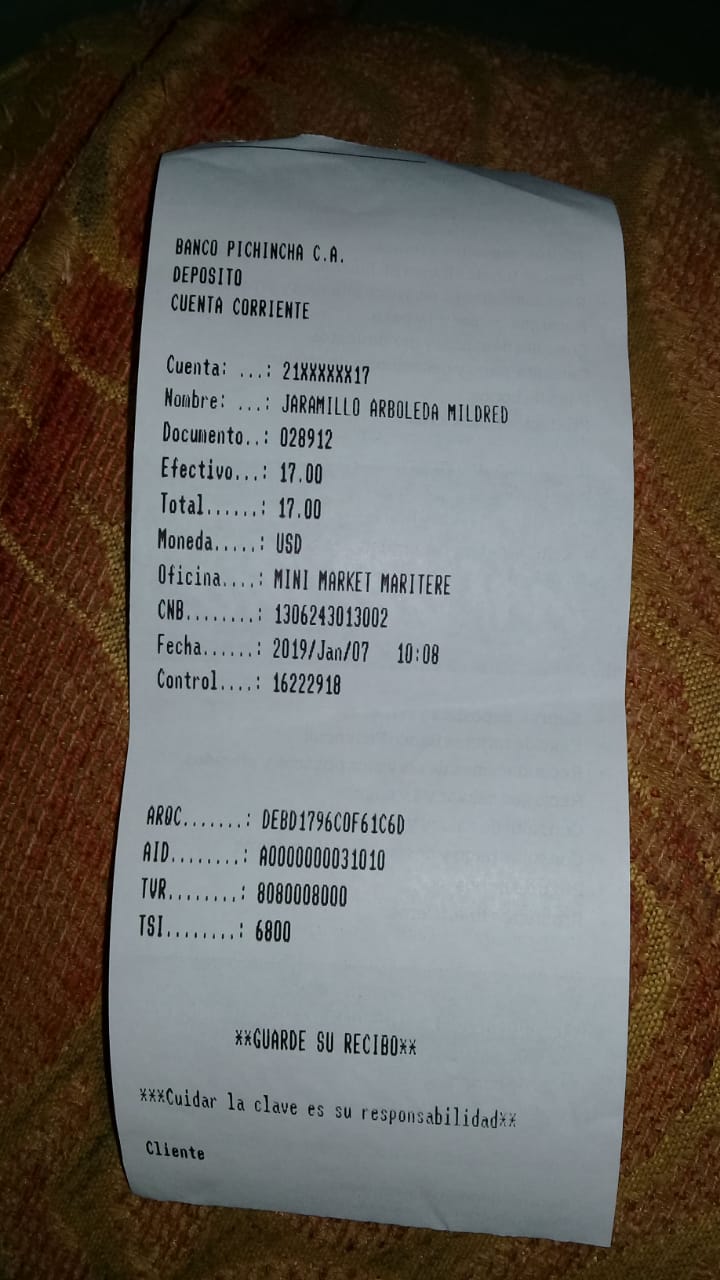 BANCO PICHINCHA C.A.
DEPOSITO
CUENTA CORRIENTE
Cuenta: ...: 21XXXXXX17
Nombre: ...: JARAMILLO ARBOLEDA MILDRED
Documento..: 028912
Efectivo...: 17.00
Total......: 17.00
Moneda.....: USD
Oficina....: MINI MARKET MARITERE
CNB........: 1306243013002
Fecha......: 2019/Jan/07 10:08
Control....: 16222918
ARQC.......: DEBD1796C0F61C6D
AID........: A0000000031010
TVR........: 8080008000
TSI........: 6800
**GUARDE SU RECIBO**
***Cuidar la clave es su responsabilidad**
Cliente